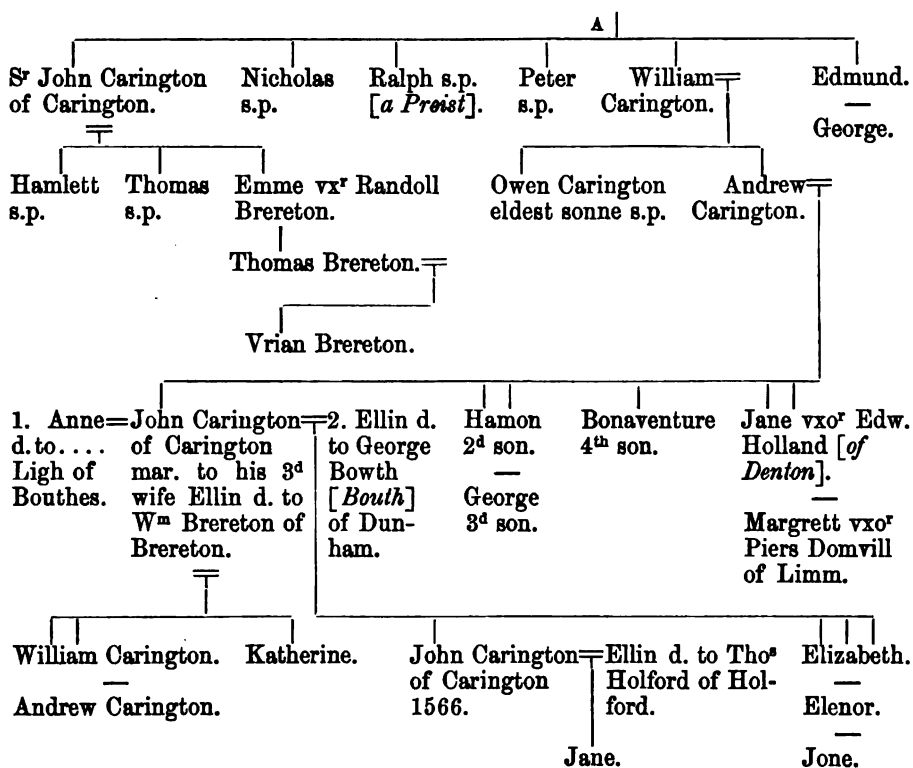 A
Sʳ John Carington
of Carington.
Nicholas
s.p.
Ralph s.p.
[a Preist].
Peter
s.p.
William
Carington.
Edmund.
—
George.
Hamlett
s.p.
Thomas
s.p.
Emme vxʳ Randoll
Brereton.
Owen Carington
eldest sonne s.p.
Andrew
Carington.
Thomas Brereton.
Vrian Brereton.
1. Anne
d. to ....
Ligh of
Bouthes.
John Carington
of Carington
mar. to his 3ᵈ
wife Ellin d. to
Wᵐ Brereton of
Brereton.
2. Ellin d.
to George
Bowth
[Bouth]
of Dun-
ham.
Hamon
2ᵈ son.
—
George
3ᵈ son.
Bonaventure
4ᵗʰ son.
Jane vxoʳ Edw.
Holland [of
Denton].
—
Margrett vxoʳ
Piers Domvill
of Limm.
William Carington.
—
Andrew Carington.
Katherine.
John Carington
of Carington
1566.
Ellin d. to Thoˢ
Holford of Hol-
ford.
Elizabeth.
—
Elenor.
—
Jone.
Jane.